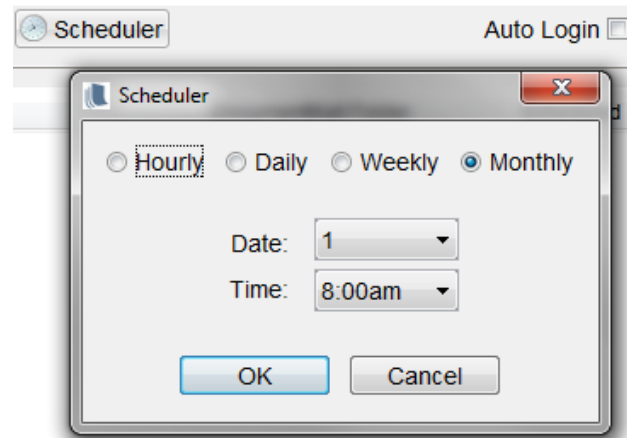 Scheduler Auto Login
Scheduler
Hourly Daily Weekly Monthly
Date: 1
Time: 8:00am
OK Cancel